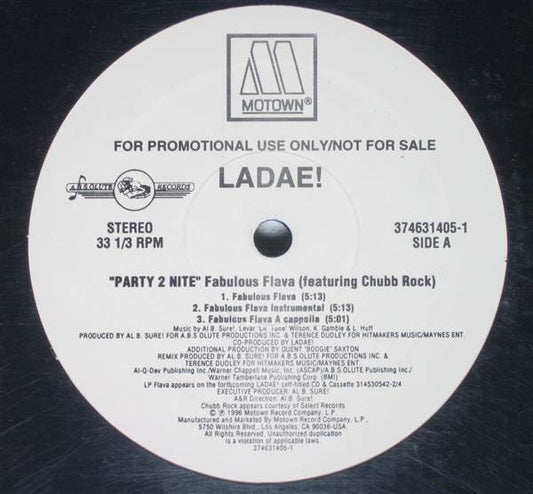 MOTOWN®
FOR PROMOTIONAL USE ONLY/NOT FOR SALE
LADAE!
A.B.S.OLUTE RECORDS
STEREO
33 1/3 RPM
374631405-1
SIDE A
"PARTY 2 NITE" Fabulous Flava (featuring Chubb Rock)
1. Fabulous Flava (5:13)
2. Fabulous Flava Instrumental (5:13)
3. Fabulous Flava A cappella (5:01)
Music by Al B. Sure!, Levar "Lil' Tone" Wilson, K. Gamble & L. Huff
PRODUCED BY AL B. SURE! FOR A.B.S.OLUTE PRODUCTIONS INC. & TERENCE DUDLEY FOR HITMAKERS MUSIC/MAYNES ENT.
CO-PRODUCED BY LADAE!
ADDITIONAL PRODUCTION BY QUENT "BOOGIE" SAXTON
REMIX PRODUCED BY AL B. SURE! FOR A.B.S.OLUTE PRODUCTIONS INC. &
TERENCE DUDLEY FOR HITMAKERS MUSIC/MAYNES ENT.
Al-Q-Dev Publishing Inc./Warner Chappell Music, Inc. (ASCAP)/A.B.S.OLUTE Publishing Inc./
Warner Tamberlane Publishing Corp. (BMI)
LP Flava appears on the forthcoming LADAE! self-titled CD & Cassette 314530542-2/4
EXECUTIVE PRODUCER: AL B. SURE!
A&R Direction: Al B. Sure!
Chubb Rock appears courtesy of Select Records
© ℗ 1996 Motown Record Company, L.P.
Manufactured and Marketed By Motown Record Company, L.P.,
5750 Wilshire Blvd., Los Angeles, CA 90036-USA.
All Rights Reserved. Unauthorized duplication
is a violation of applicable laws.
374631405-1